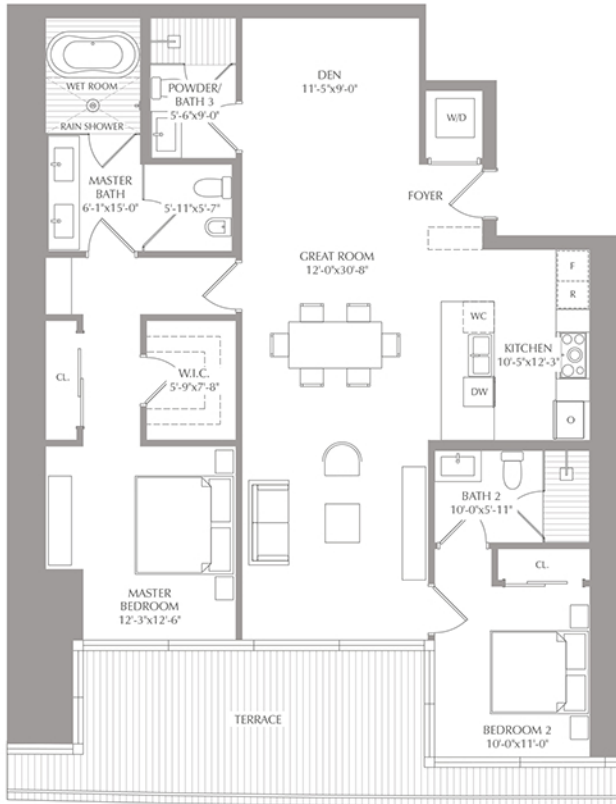 WET ROOM
RAIN SHOWER
POWDER/
BATH 3
5'-6"x9'-0"
DEN
11'-5"x9'-0"
W/D
MASTER
BATH
6'-1"x15'-0"
5'-11"x5'-7"
FOYER
GREAT ROOM
12'-0"x30'-8"
F
R
WC
KITCHEN
10'-5"x12'-3"
DW
O
CL.
W.I.C.
5'-9"x7'-8"
BATH 2
10'-0"x5'-11"
CL.
MASTER
BEDROOM
12'-3"x12'-6"
TERRACE
BEDROOM 2
10'-0"x11'-0"